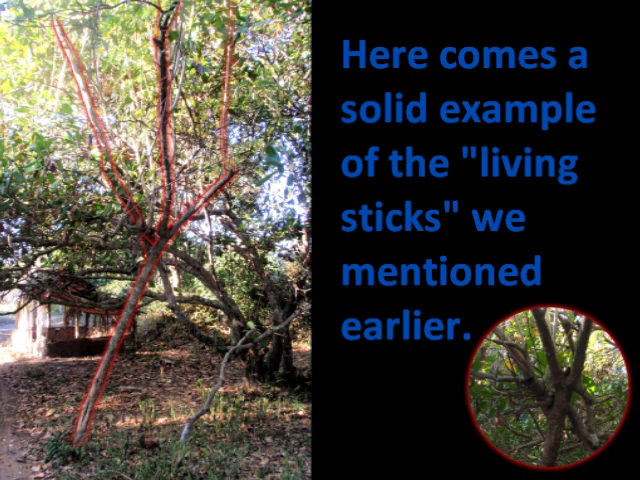 Here comes a
solid example
of the "living
sticks" we
mentioned
earlier.